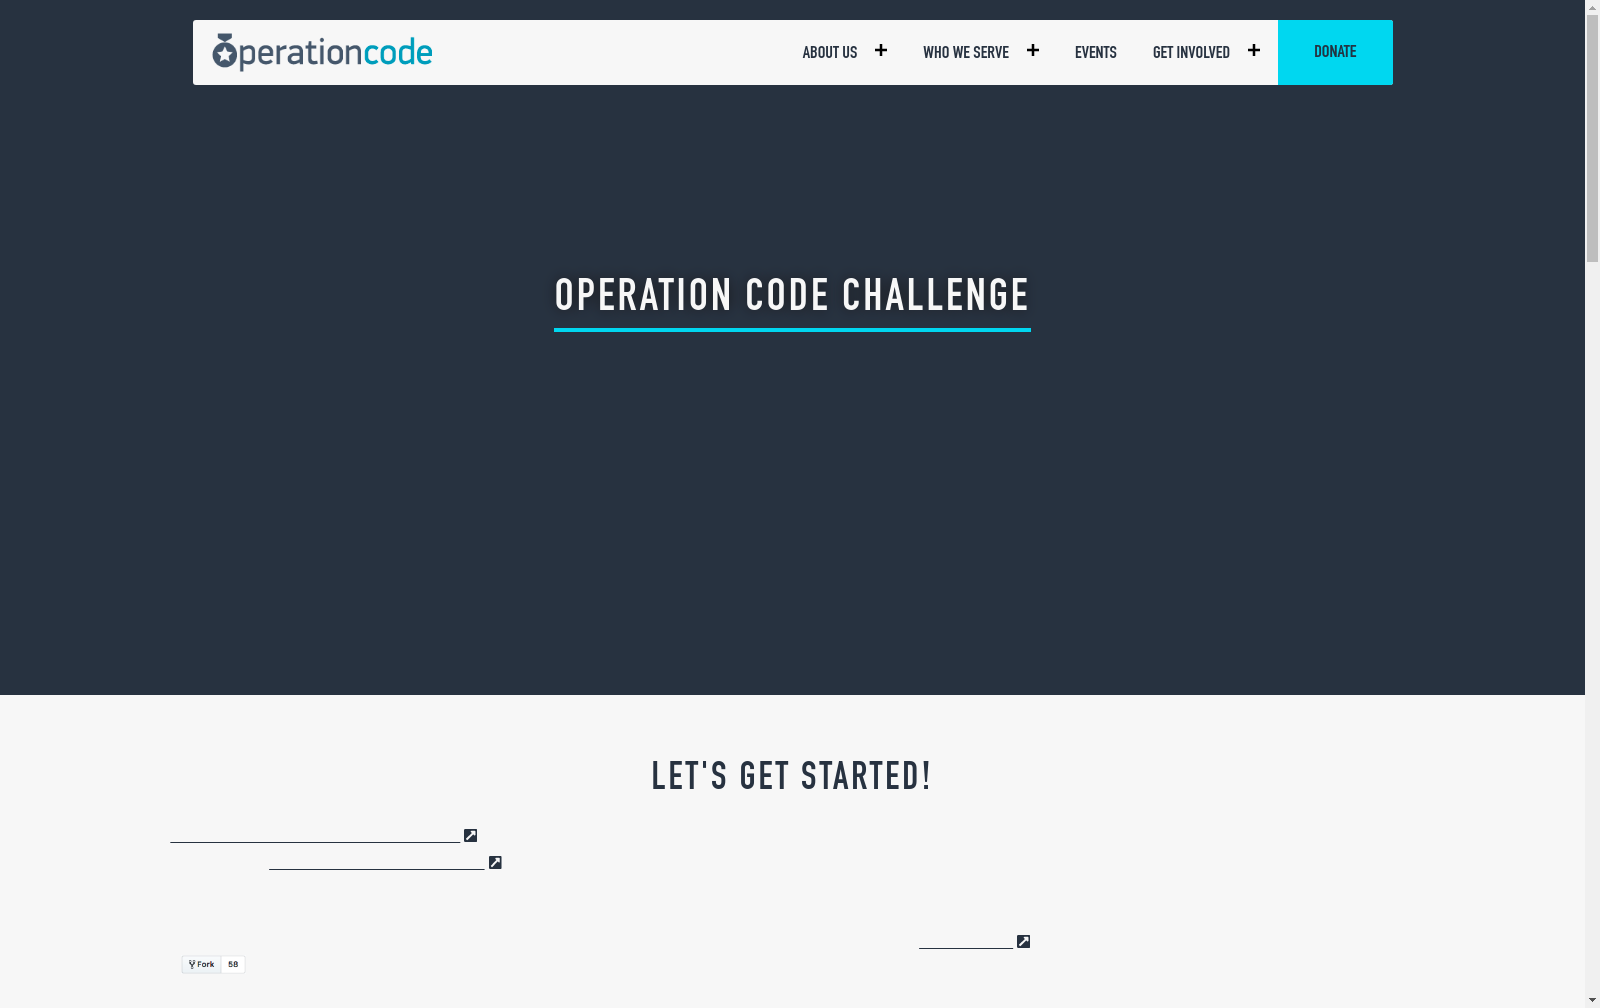 operationcode
ABOUT US
WHO WE SERVE
EVENTS
GET INVOLVED
DONATE
OPERATION CODE CHALLENGE
LET'S GET STARTED!
Fork 58